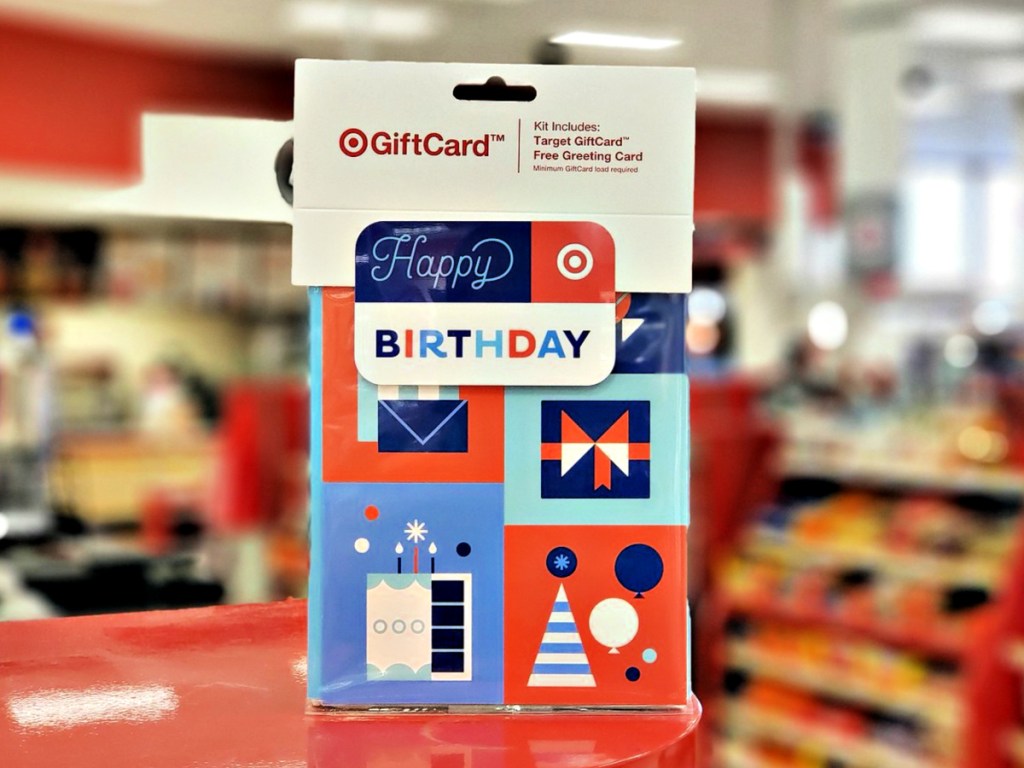 GiftCard™
Kit Includes:
Target GiftCard™
Free Greeting Card
Minimum GiftCard load required
Happy
BIRTHDAY